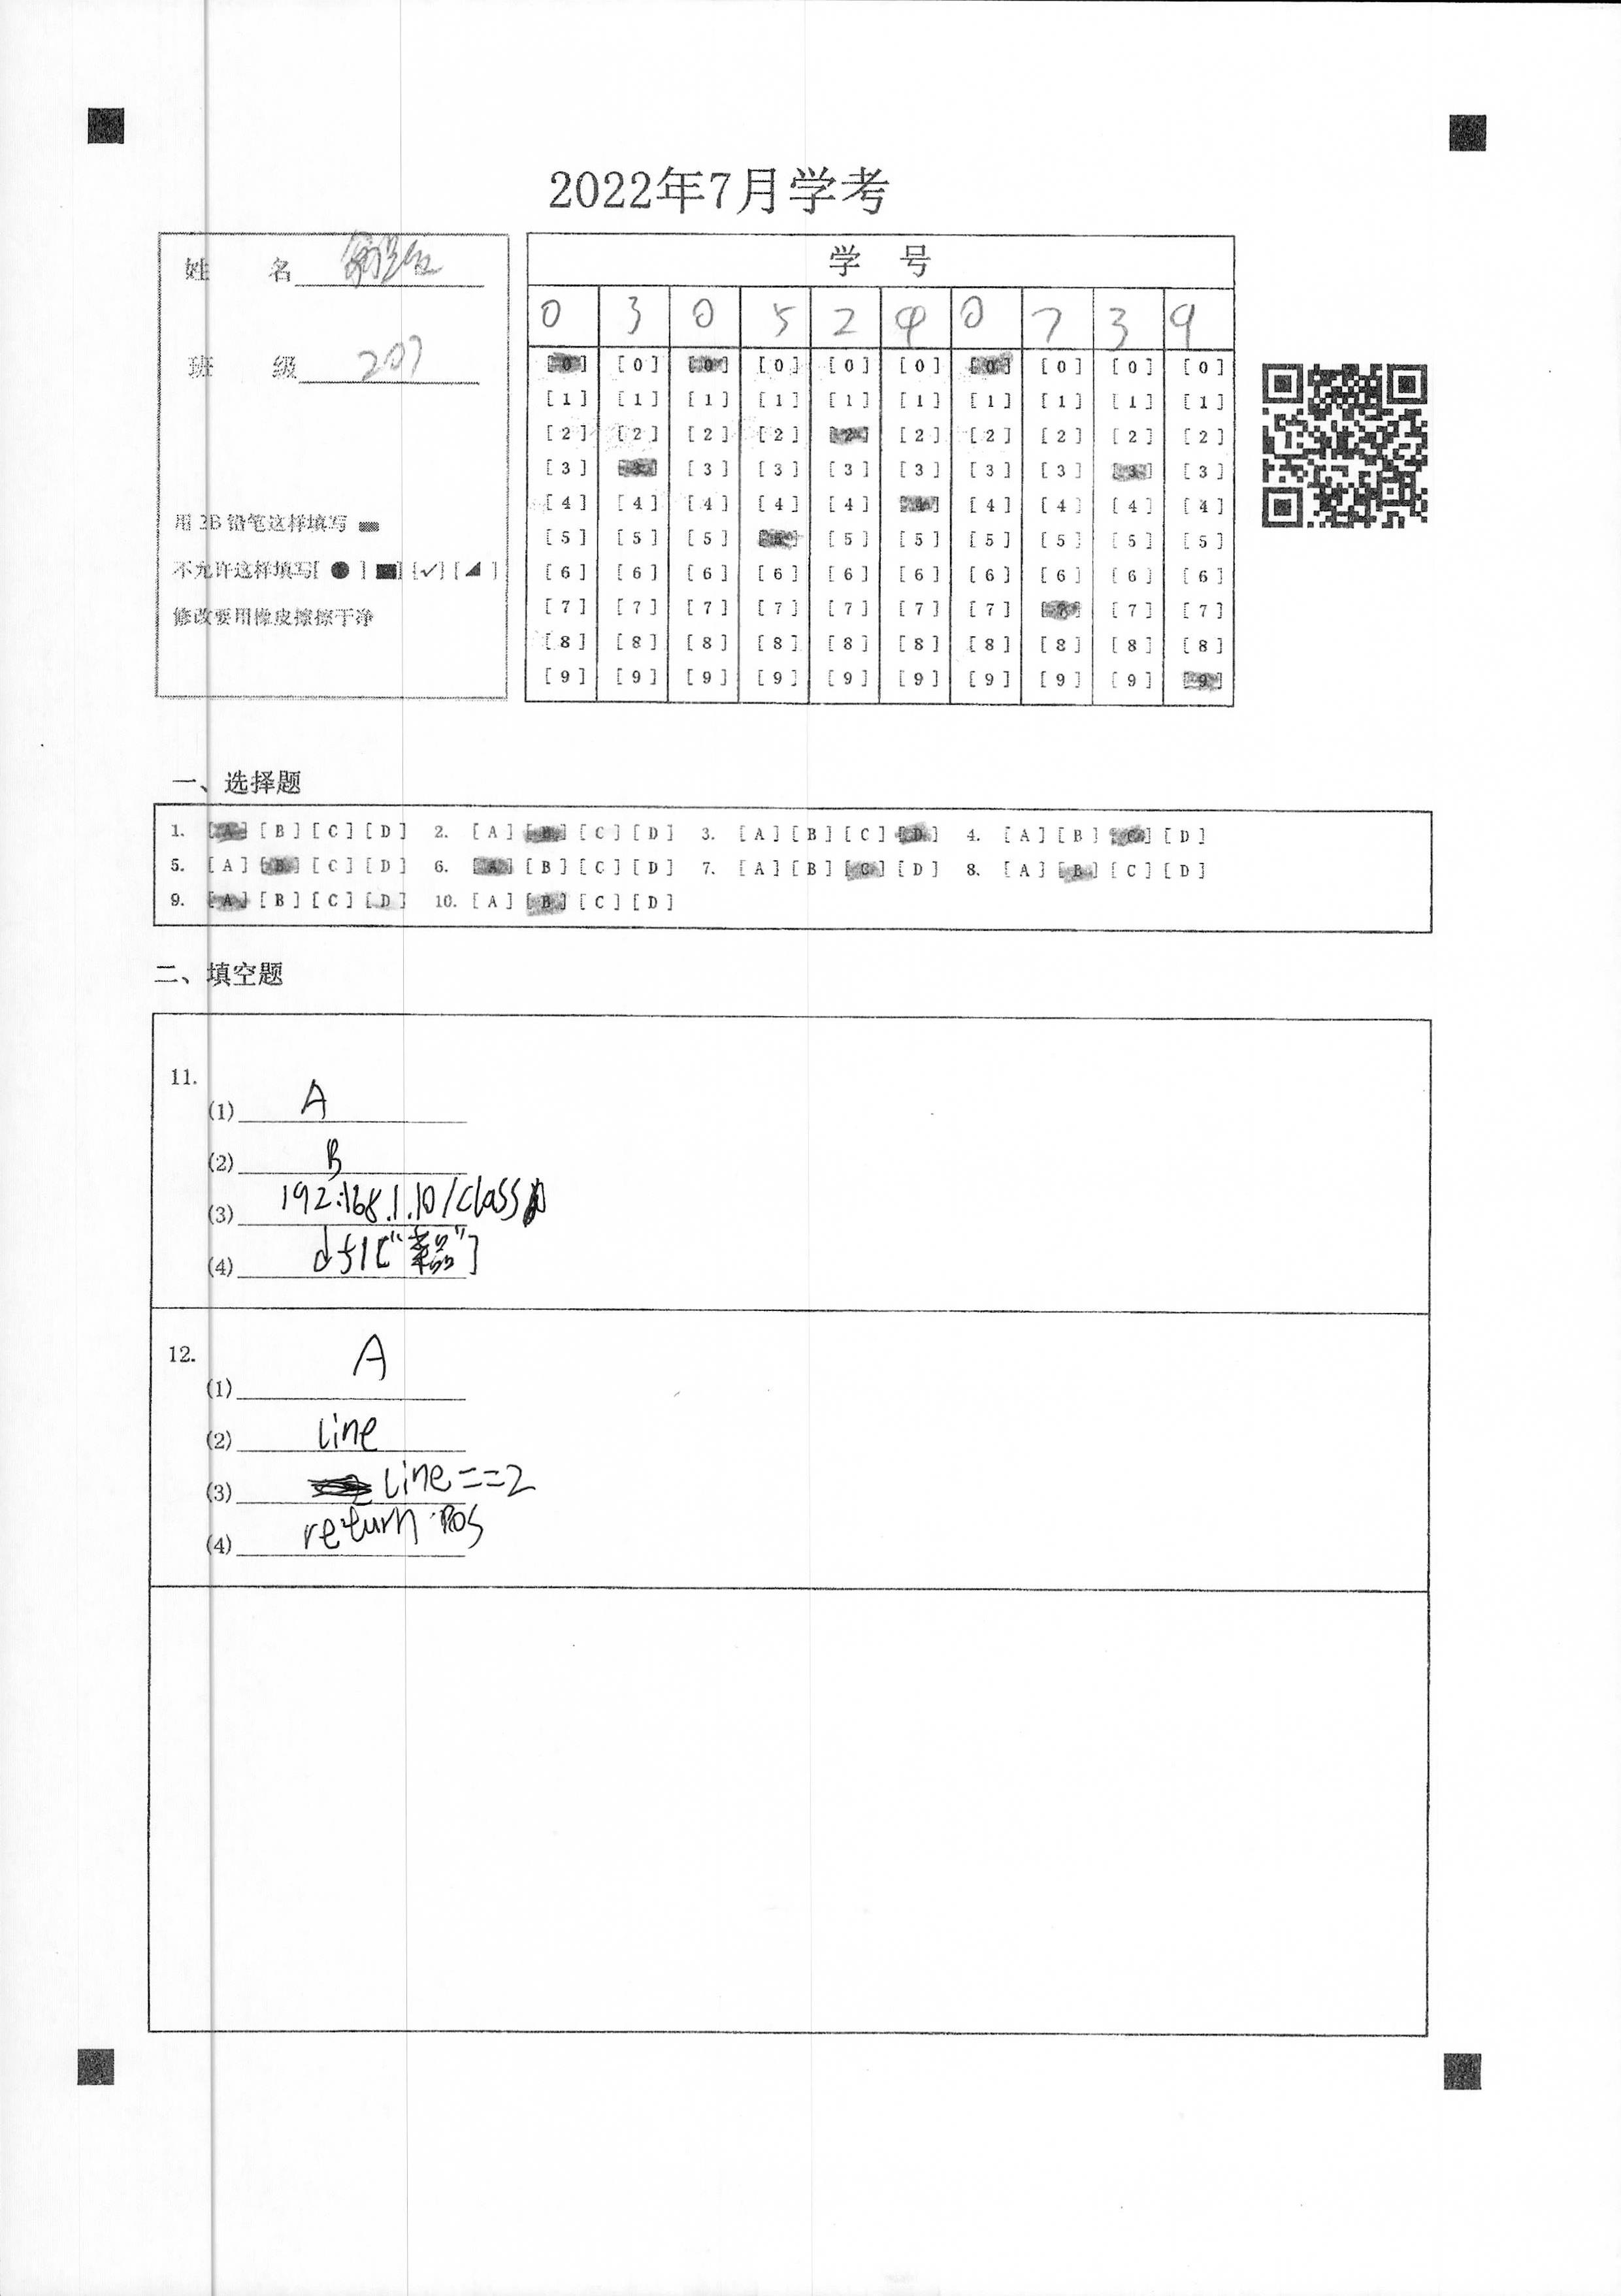 2022年7月学考
姓 名
班 级 207
用 2B 铅笔这样填写
不允许这样填写[ ● ] [■] [✓] [◢ ]
修改要用橡皮擦擦干净
学 号
0 3 0 5 2 4 0 7 3 9
[0] [0] [0] [0] [0] [0] [0] [0] [0] [0]
[1] [1] [1] [1] [1] [1] [1] [1] [1] [1]
[2] [2] [2] [2] [2] [2] [2] [2] [2] [2]
[3] [3] [3] [3] [3] [3] [3] [3] [3] [3]
[4] [4] [4] [4] [4] [4] [4] [4] [4] [4]
[5] [5] [5] [5] [5] [5] [5] [5] [5] [5]
[6] [6] [6] [6] [6] [6] [6] [6] [6] [6]
[7] [7] [7] [7] [7] [7] [7] [7] [7] [7]
[8] [8] [8] [8] [8] [8] [8] [8] [8] [8]
[9] [9] [9] [9] [9] [9] [9] [9] [9] [9]
一、选择题
1. [A] [B] [C] [D] 2. [A] [B] [C] [D] 3. [A] [B] [C] [D] 4. [A] [B] [C] [D]
5. [A] [B] [C] [D] 6. [A] [B] [C] [D] 7. [A] [B] [C] [D] 8. [A] [B] [C] [D]
9. [A] [B] [C] [D] 10. [A] [B] [C] [D]
二、填空题
11.
(1) A
(2) B
(3) 192.168.1.10/class
(4) df1["菜品"]
12.
(1) A
(2) line
(3) line==2
(4) return pos